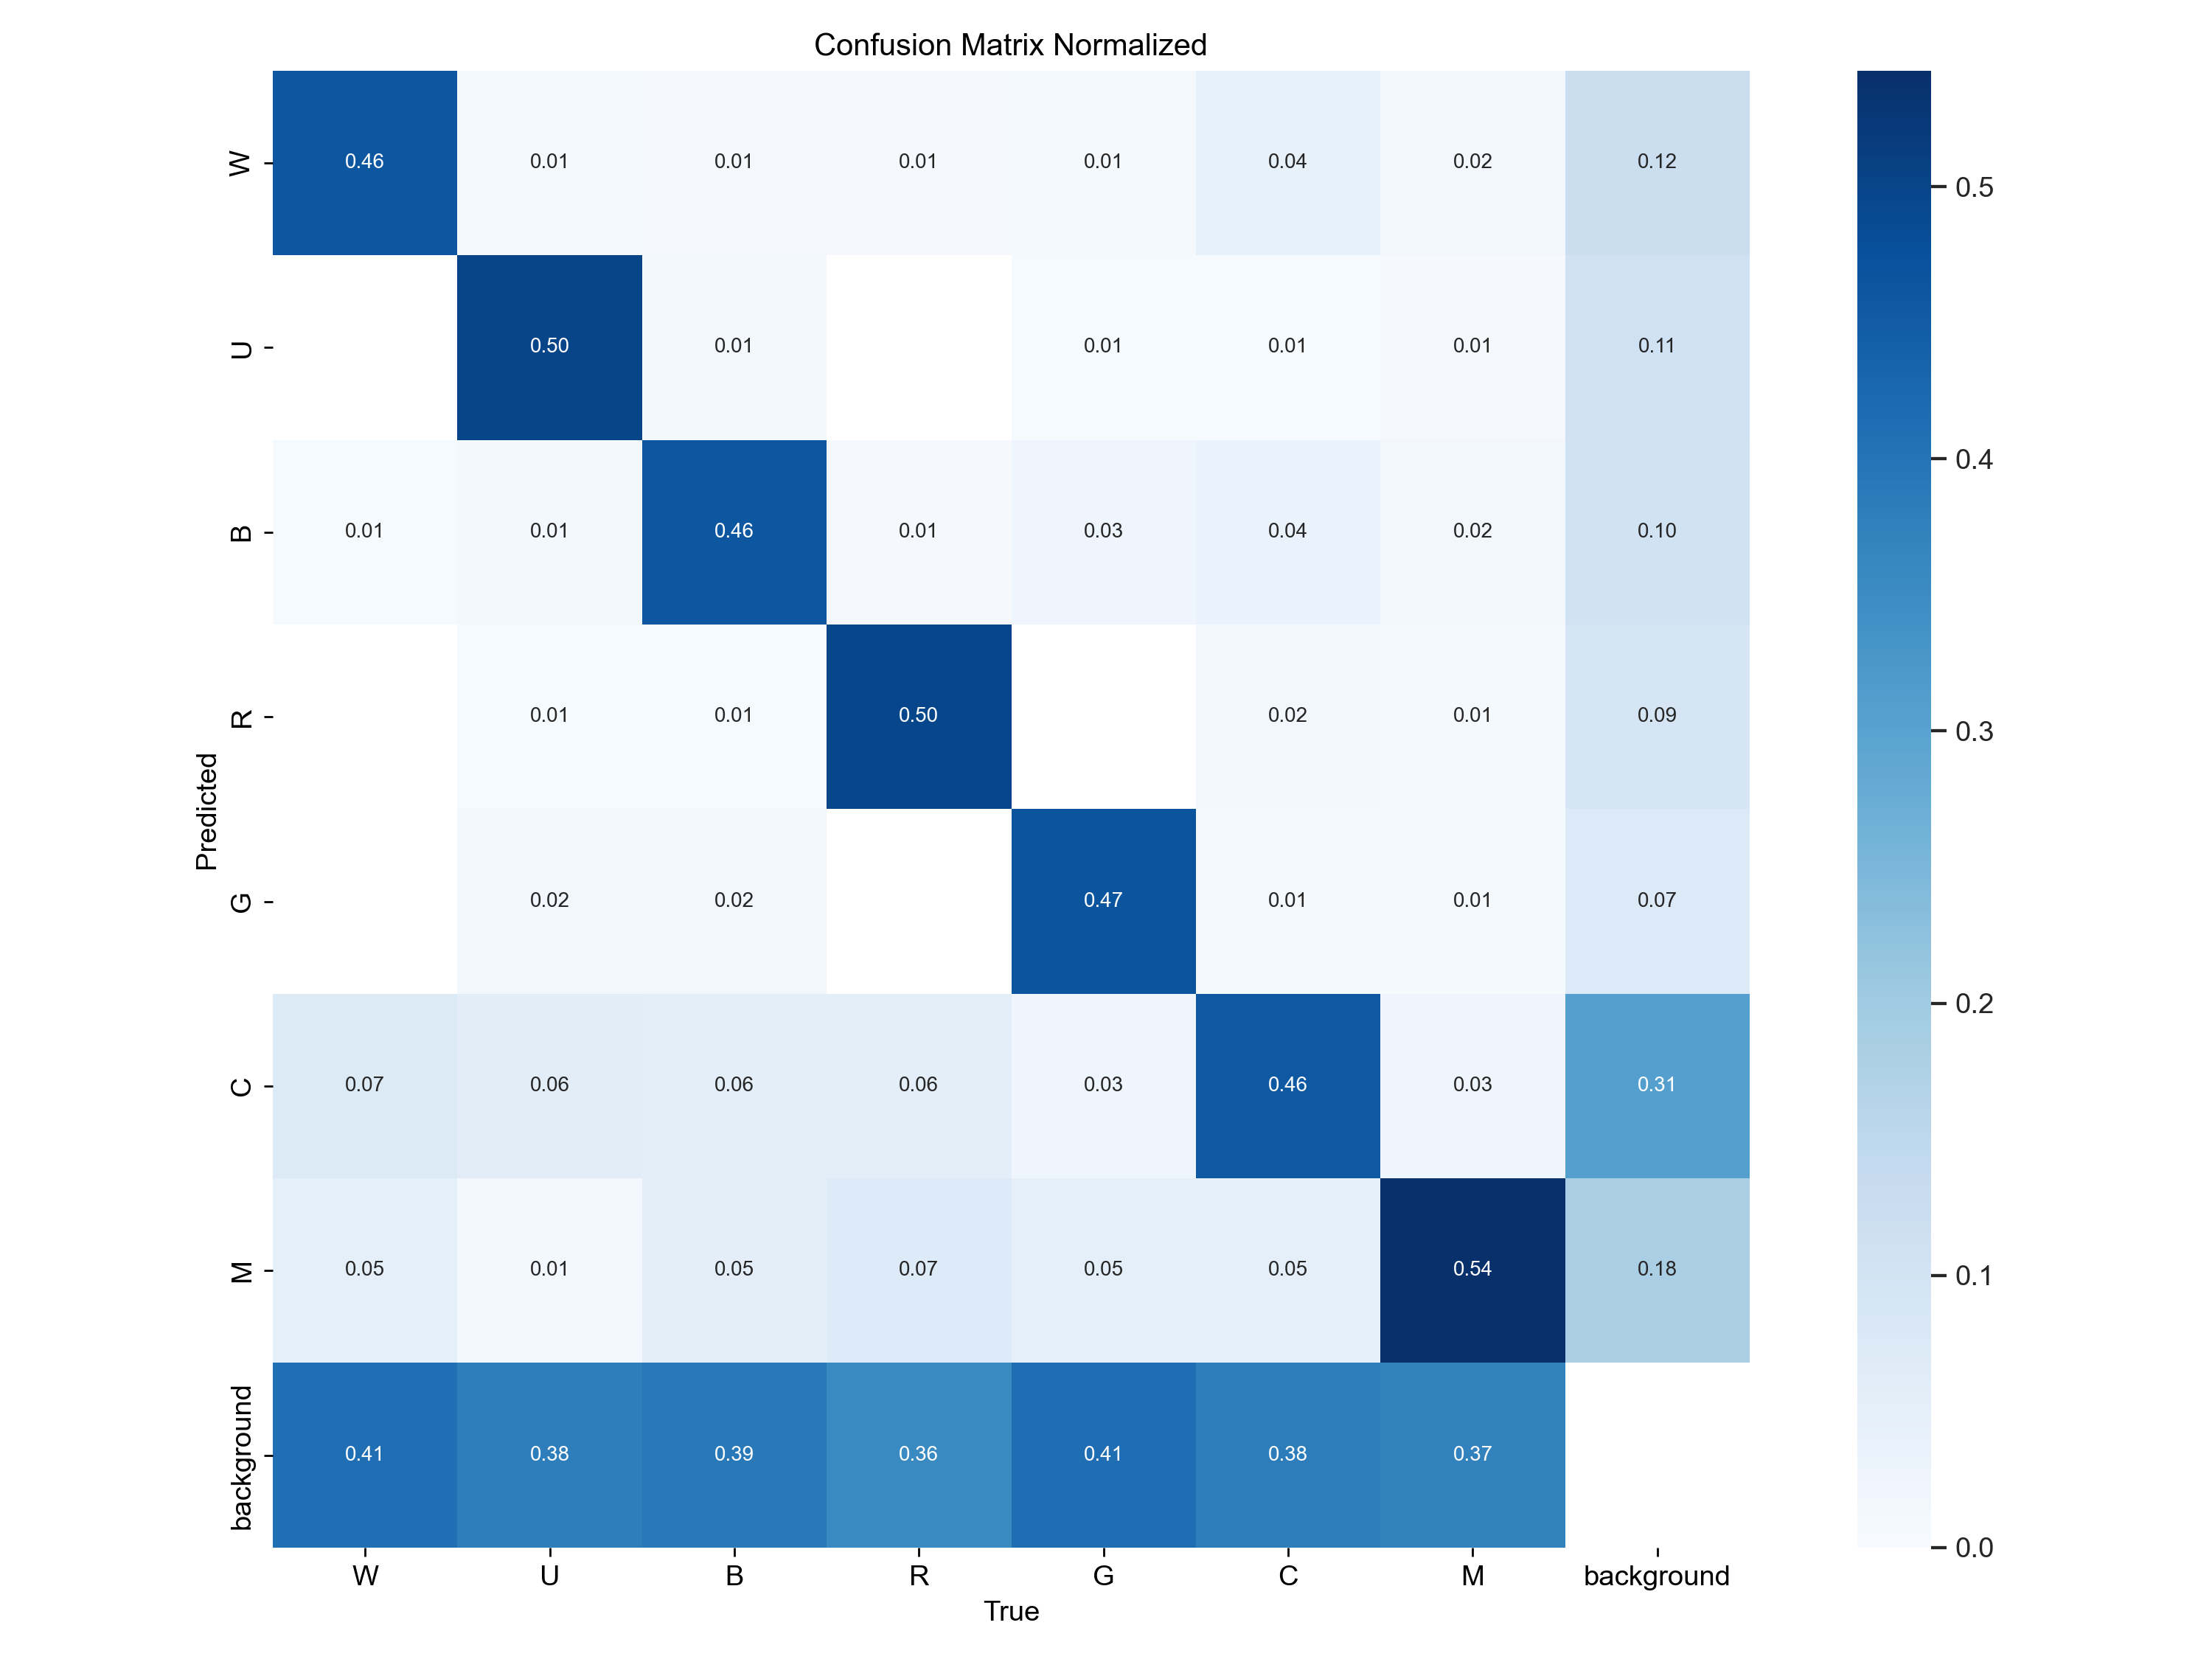 Confusion Matrix Normalized
W 0.46 0.01 0.01 0.01 0.01 0.04 0.02 0.12
U 0.50 0.01 0.01 0.01 0.01 0.11
B 0.01 0.01 0.46 0.01 0.03 0.04 0.02 0.10
R 0.01 0.01 0.50 0.02 0.01 0.09
G 0.02 0.02 0.47 0.01 0.01 0.07
C 0.07 0.06 0.06 0.06 0.03 0.46 0.03 0.31
M 0.05 0.01 0.05 0.07 0.05 0.05 0.54 0.18
background 0.41 0.38 0.39 0.36 0.41 0.38 0.37
Predicted
W U B R G C M background
True
0.5
0.4
0.3
0.2
0.1
0.0